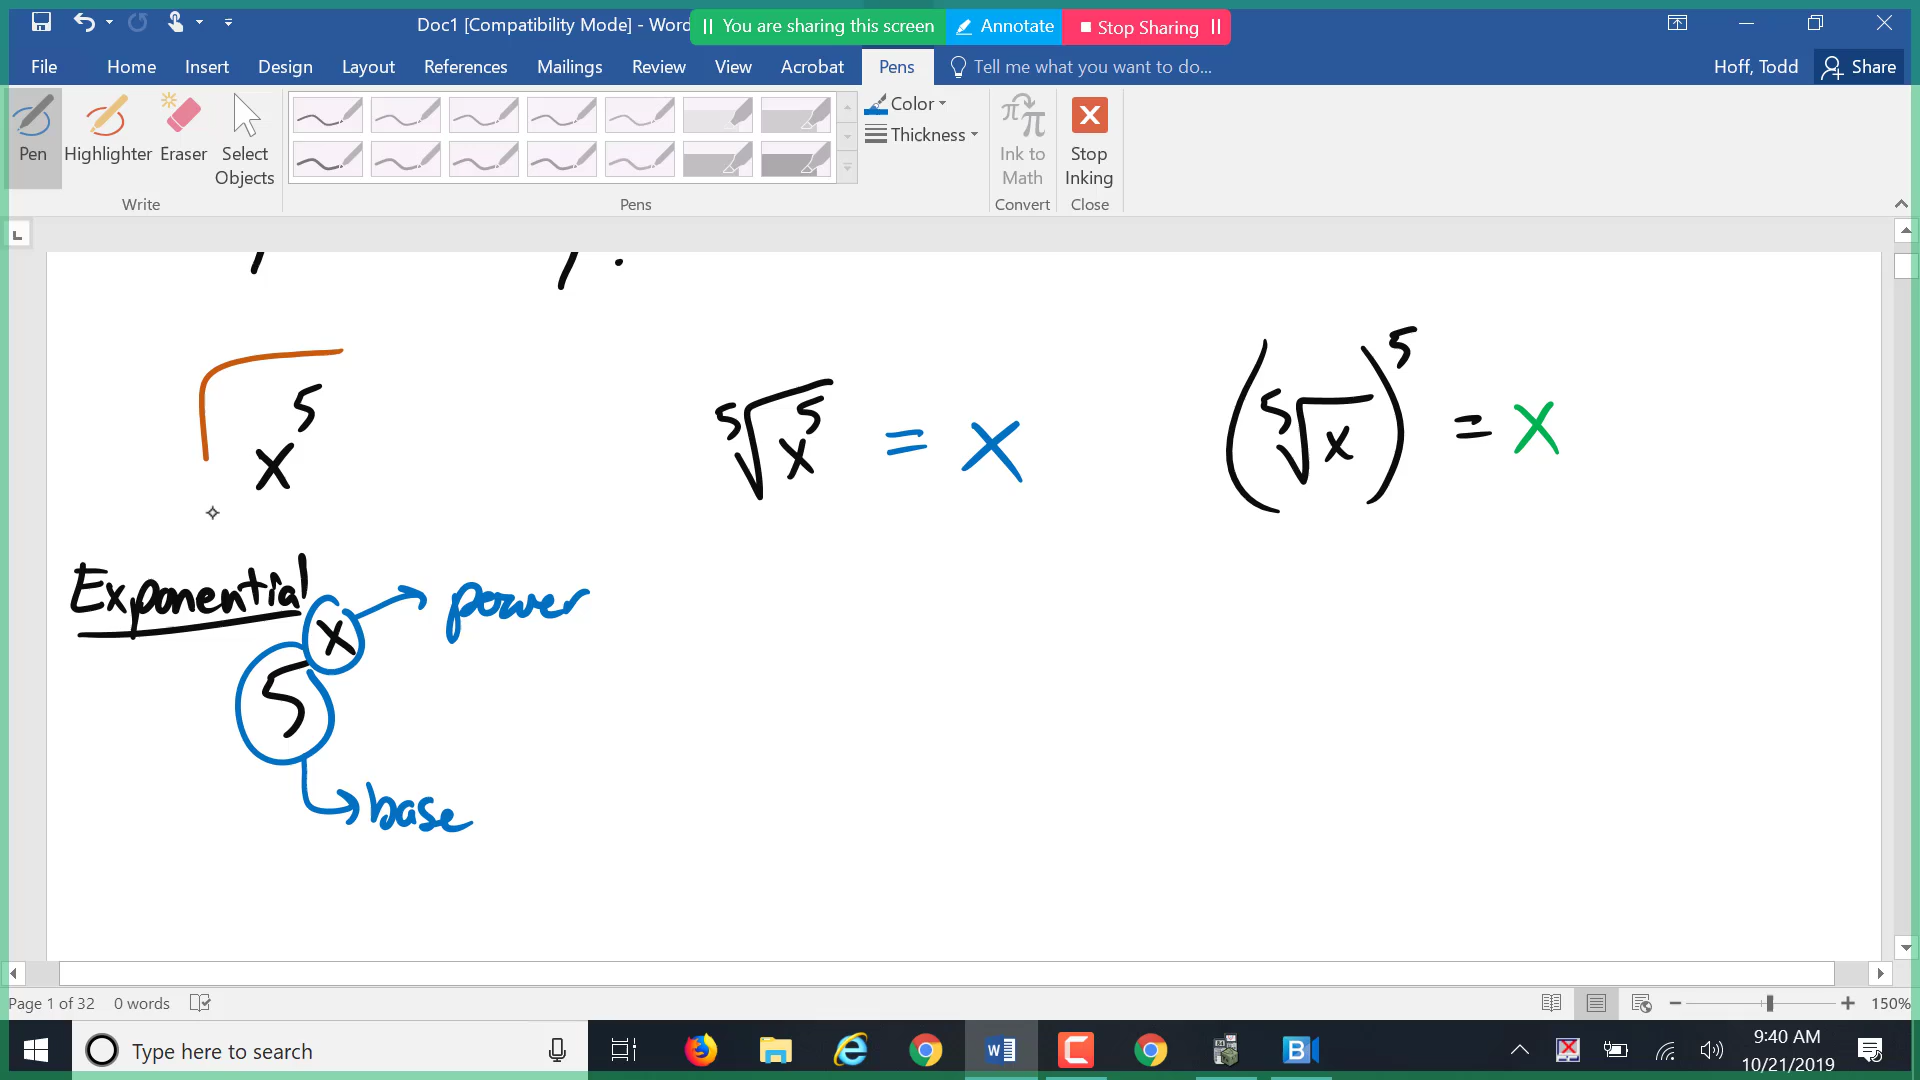 Doc1 [Compatibility Mode] - Word
You are sharing this screen
Annotate
Stop Sharing
File Home Insert Design Layout References Mailings Review View Acrobat Pens Tell me what you want to do... Hoff, Todd Share
Pen Highlighter Eraser Select Objects
Color
Thickness
Ink to Math
Stop Inking
Write Pens Convert Close
x⁵
⁵√x⁵ = x
(⁵√x)⁵ = x
Exponential
5ˣ
power
base
Page 1 of 32 0 words 150%
Type here to search
9:40 AM
10/21/2019